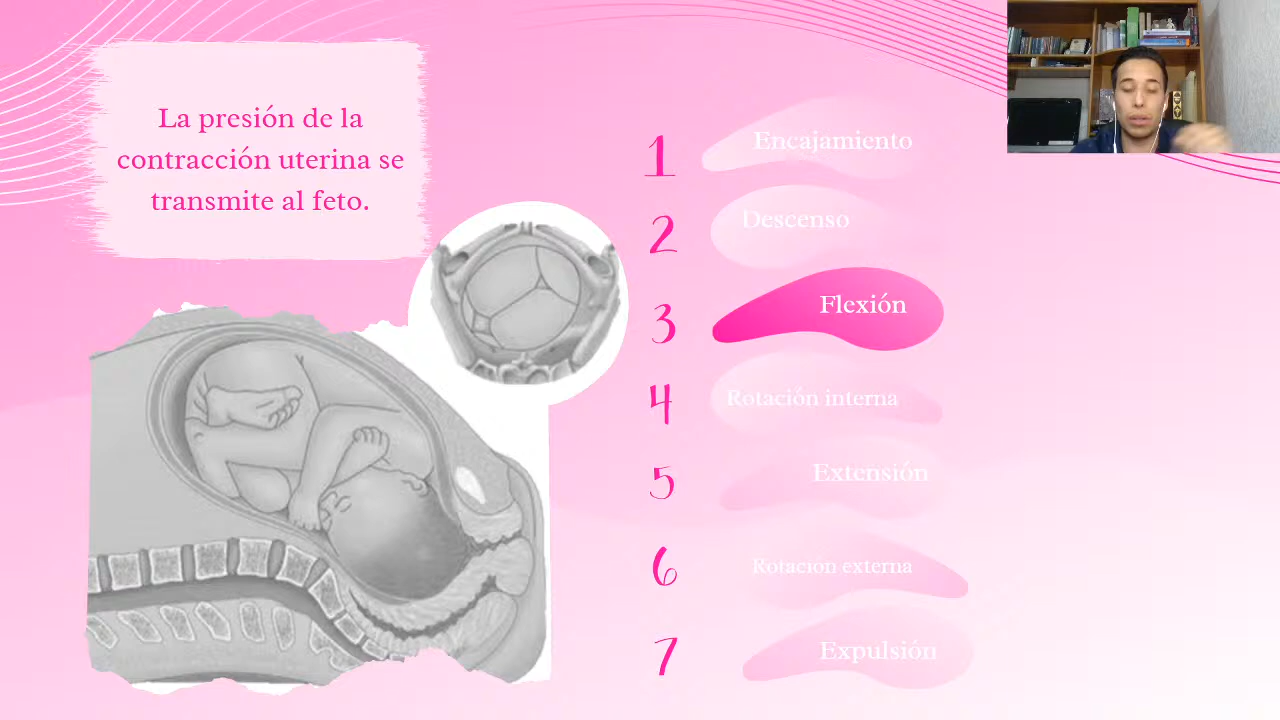 La presión de la
contracción uterina se
transmite al feto.
1 Encajamiento
2 Descenso
3 Flexión
4 Rotación interna
5 Extensión
6 Rotación externa
7 Expulsión